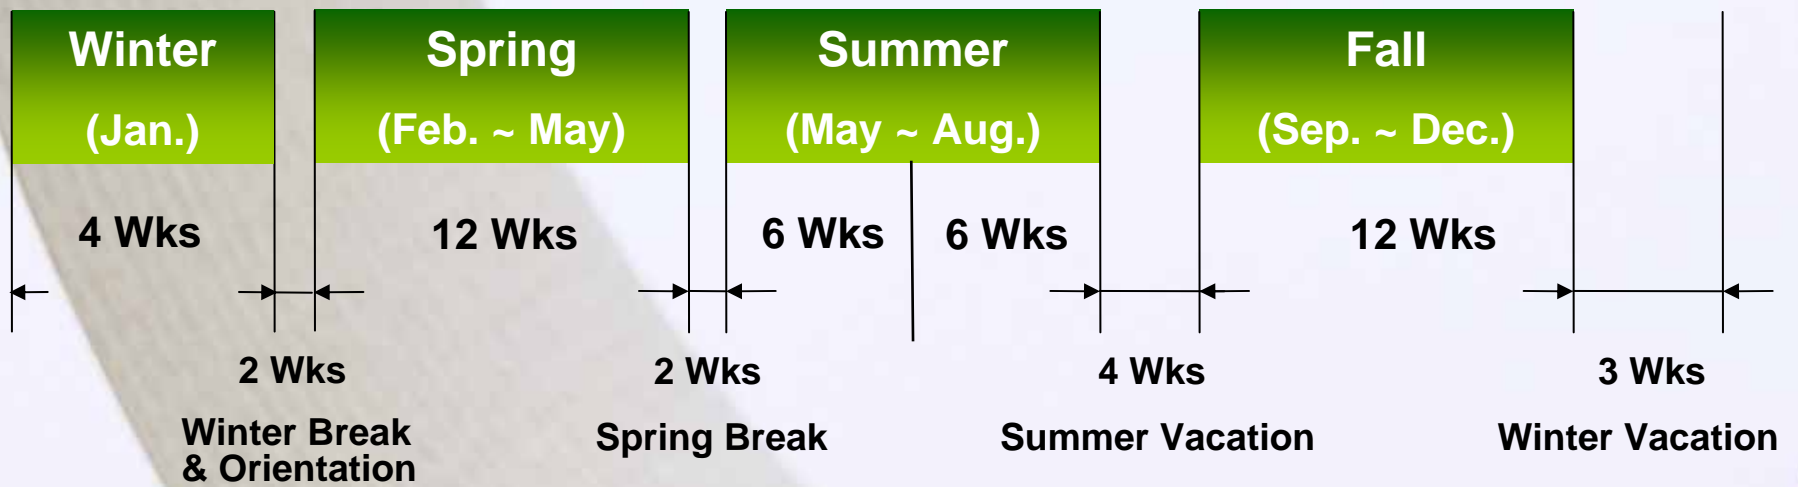 Winter
(Jan.)
Spring
(Feb. ~ May)
Summer
(May ~ Aug.)
Fall
(Sep. ~ Dec.)
4 Wks
12 Wks
6 Wks
6 Wks
12 Wks
2 Wks
2 Wks
4 Wks
3 Wks
Winter Break
& Orientation
Spring Break
Summer Vacation
Winter Vacation